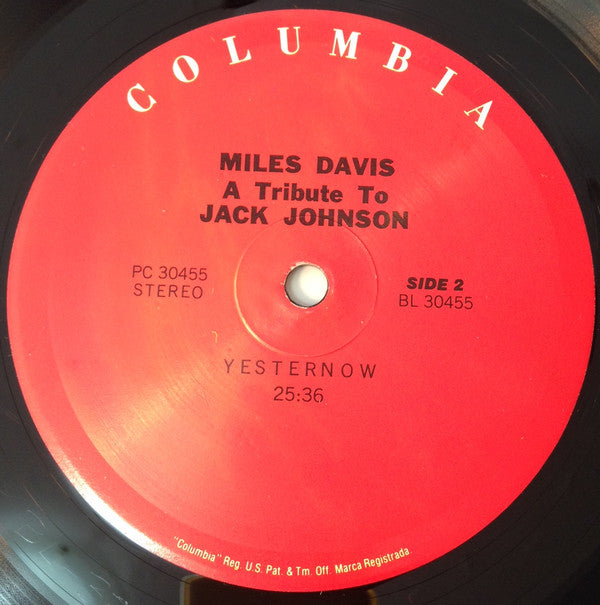 COLUMBIA
MILES DAVIS
A Tribute To
JACK JOHNSON
PC 30455
STEREO
SIDE 2
BL 30455
YESTERNOW
25:36
"Columbia" Reg. U.S. Pat. & Tm. Off. Marca Registrada